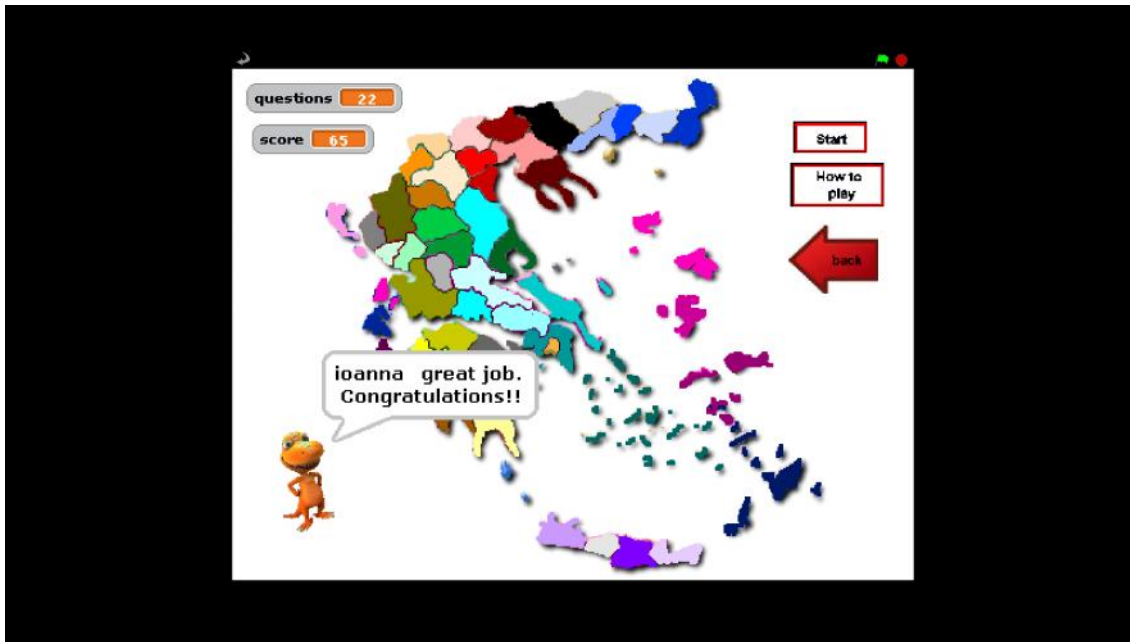 questions 22
score 65
Start
How to
play
back
ioanna great job.
Congratulations!!